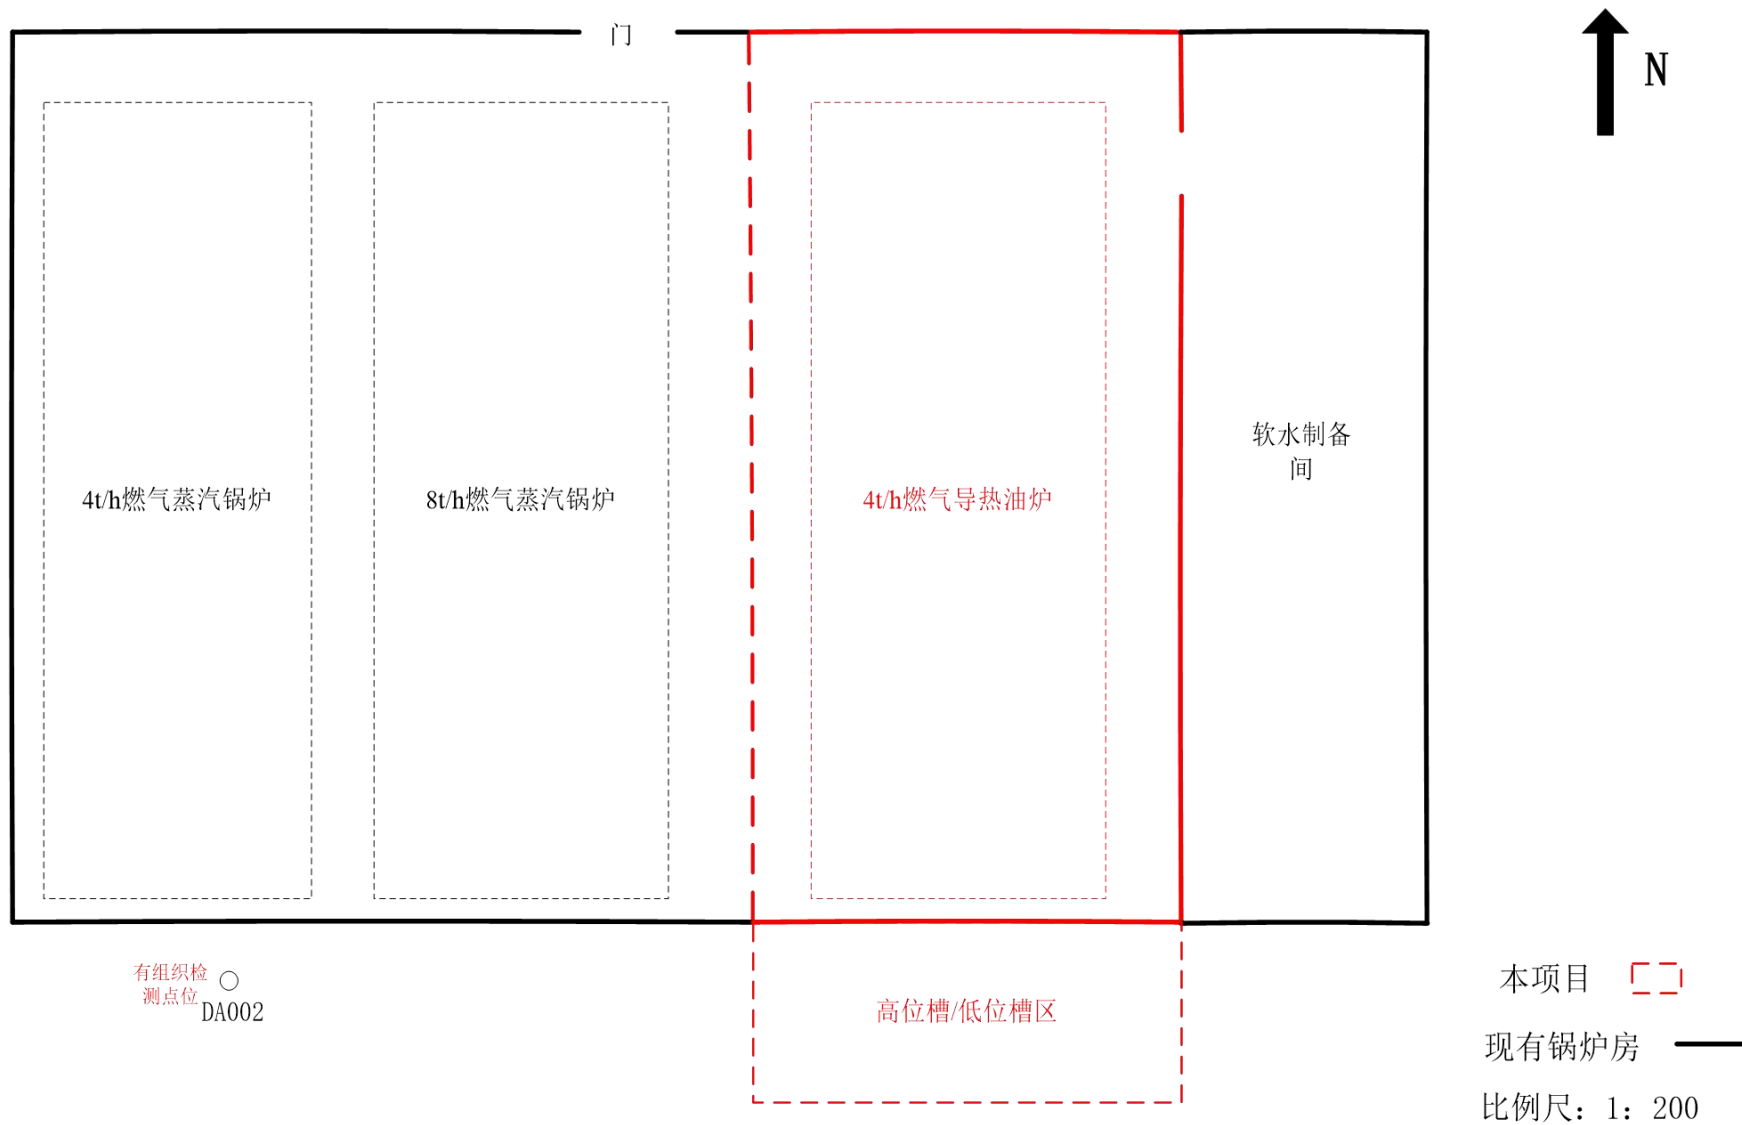 门
N
软水制备
间
4t/h燃气蒸汽锅炉
8t/h燃气蒸汽锅炉
4t/h燃气导热油炉
有组织检
测点位
DA002
高位槽/低位槽区
本项目
现有锅炉房
比例尺：1：200